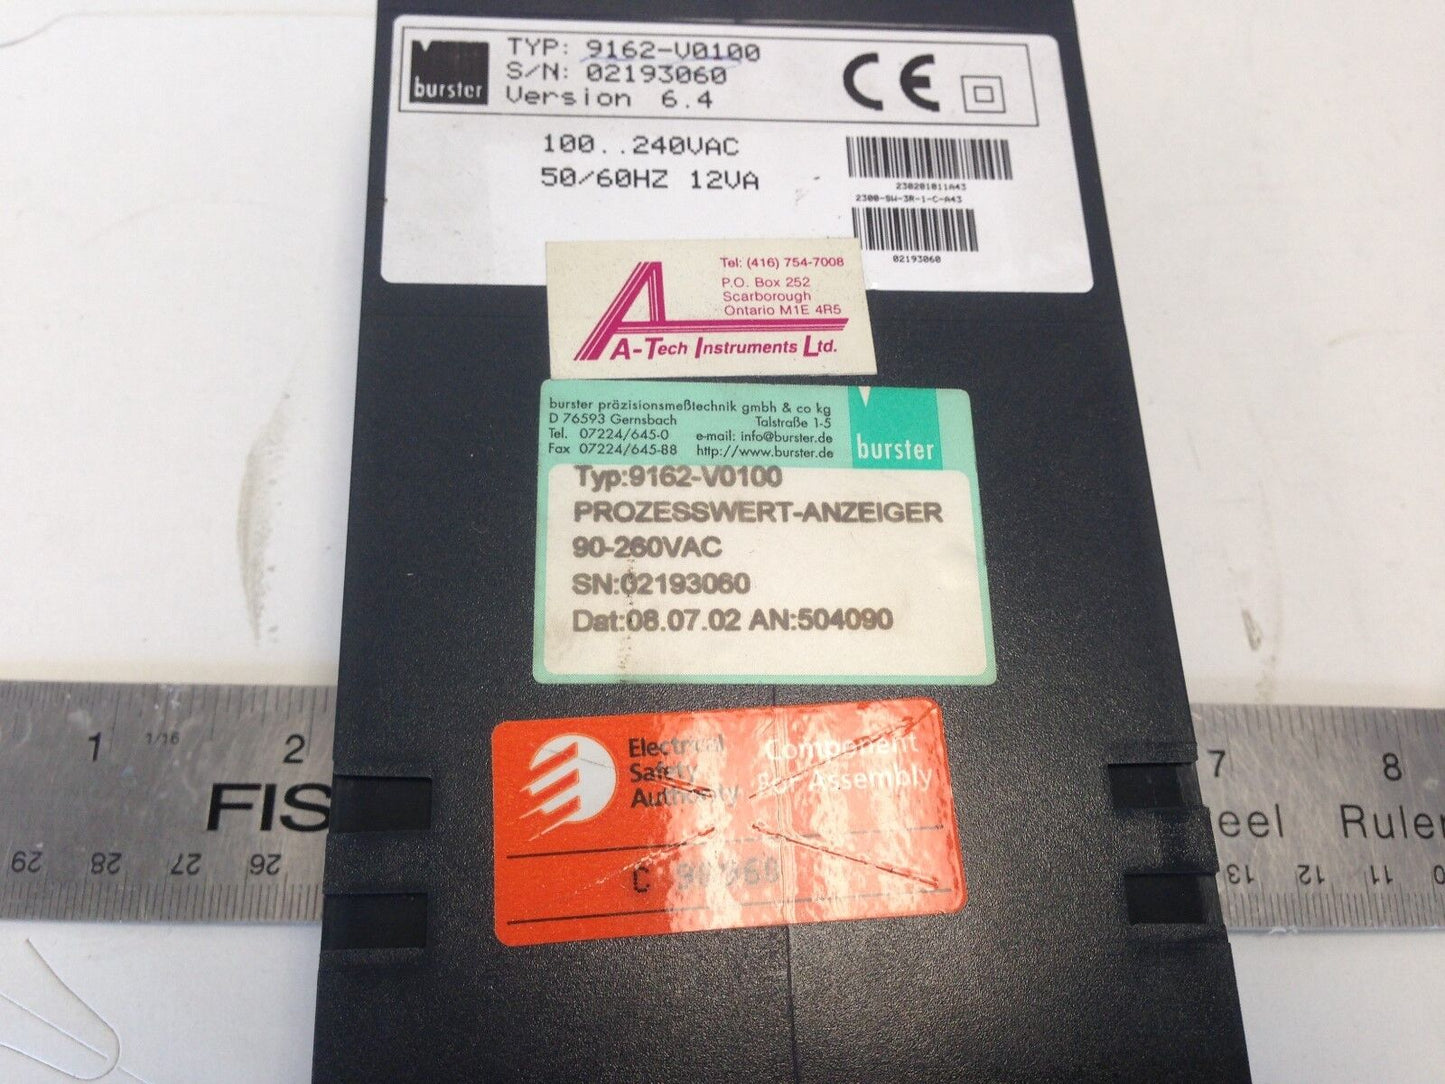 burster
TYP: 9162-V0100
S/N: 02193060
Version 6.4
CE
100..240VAC
50/60HZ 12VA
230201011A43
2300-SW-3R-1-C-A43
02193060
Tel: (416) 754-7008
P.O. Box 252
Scarborough
Ontario M1E 4R5
A-Tech Instruments Ltd.
burster präzisionsmeßtechnik gmbh & co kg
D 76593 Gernsbach Talstraße 1-5
Tel. 07224/645-0 e-mail: info@burster.de
Fax 07224/645-88 http://www.burster.de
burster
Typ:9162-V0100
PROZESSWERT-ANZEIGER
90-260VAC
SN:02193060
Dat:08.07.02 AN:504090
Electrical
Safety
Authority
Component
For Assembly
C
1 1/16 2 7 8
FIS eel Ruler
29 28 27 26 13 12 11 10